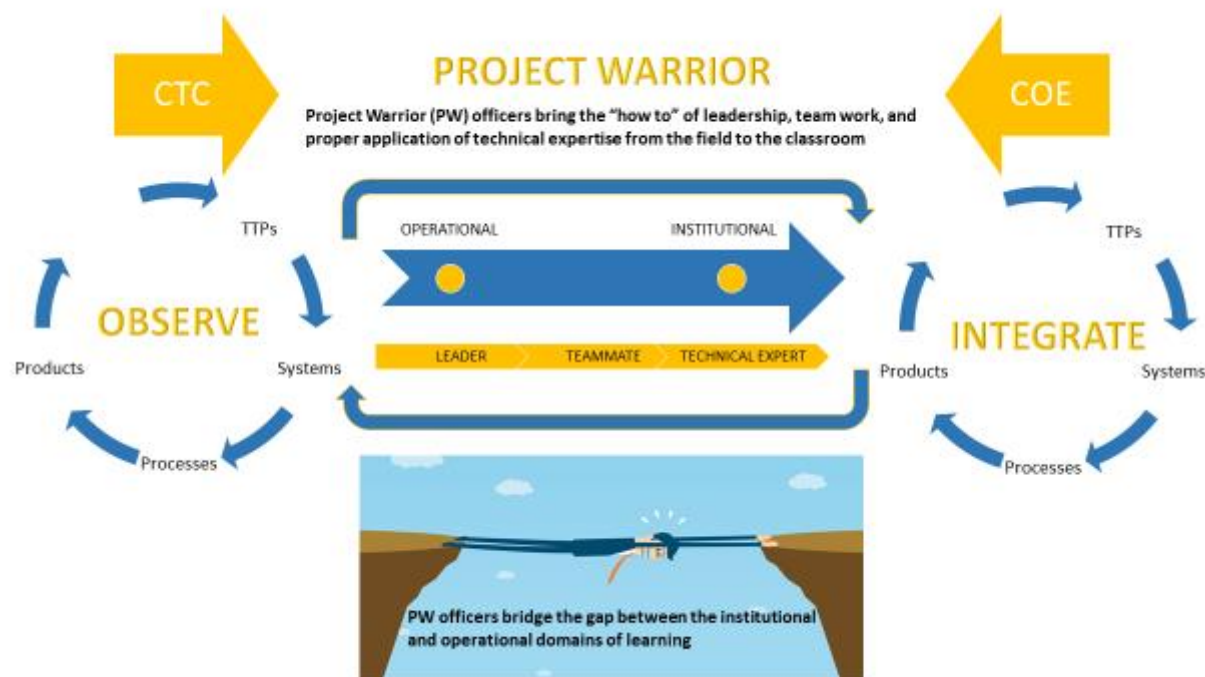 CTC
PROJECT WARRIOR
COE
Project Warrior (PW) officers bring the “how to” of leadership, team work, and
proper application of technical expertise from the field to the classroom
TTPs
OPERATIONAL
INSTITUTIONAL
TTPs
OBSERVE
INTEGRATE
LEADER
TEAMMATE
TECHNICAL EXPERT
Products
Systems
Products
Systems
Processes
Processes
PW officers bridge the gap between the institutional
and operational domains of learning